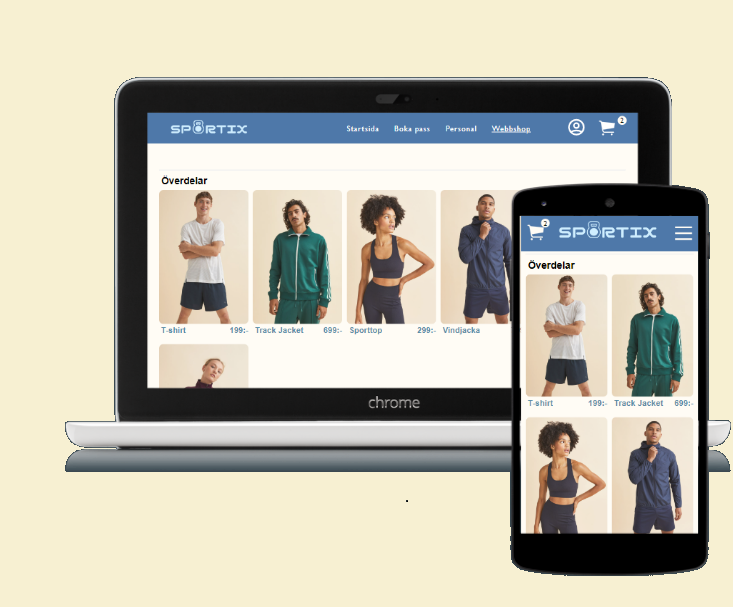 SPORTIX Startsida Boka pass Personal Webbshop 2
Överdelar
T-shirt 199:- Track Jacket 699:- Sporttop 299:- Vindjacka
chrome
2 SPORTIX
Överdelar
T-shirt 199:- Track Jacket 699:-